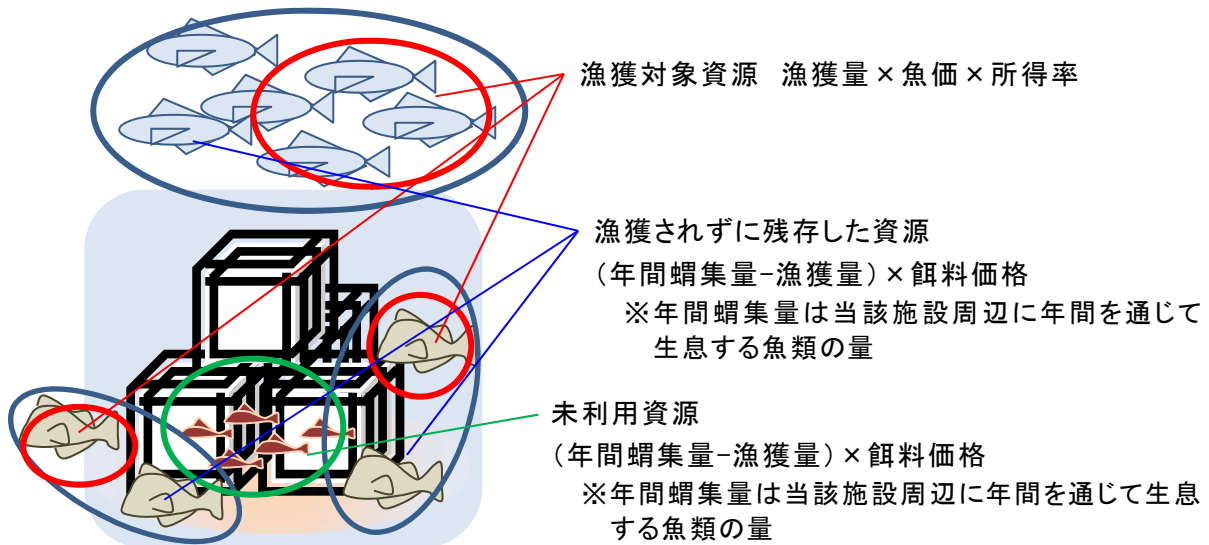 漁獲対象資源　漁獲量×魚価×所得率
漁獲されずに残存した資源
（年間蝟集量-漁獲量）×餌料価格
※年間蝟集量は当該施設周辺に年間を通じて
生息する魚類の量
未利用資源
（年間蝟集量-漁獲量）×餌料価格
※年間蝟集量は当該施設周辺に年間を通じて生息
する魚類の量